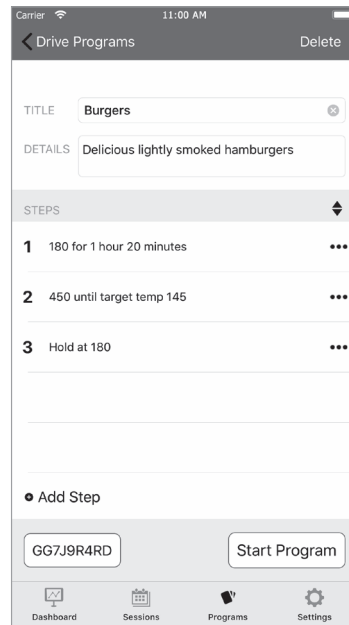 Carrier 11:00 AM
Drive Programs Delete
TITLE Burgers
DETAILS Delicious lightly smoked hamburgers
STEPS
1 180 for 1 hour 20 minutes
2 450 until target temp 145
3 Hold at 180
Add Step
GG7J9R4RD Start Program
Dashboard Sessions Programs Settings